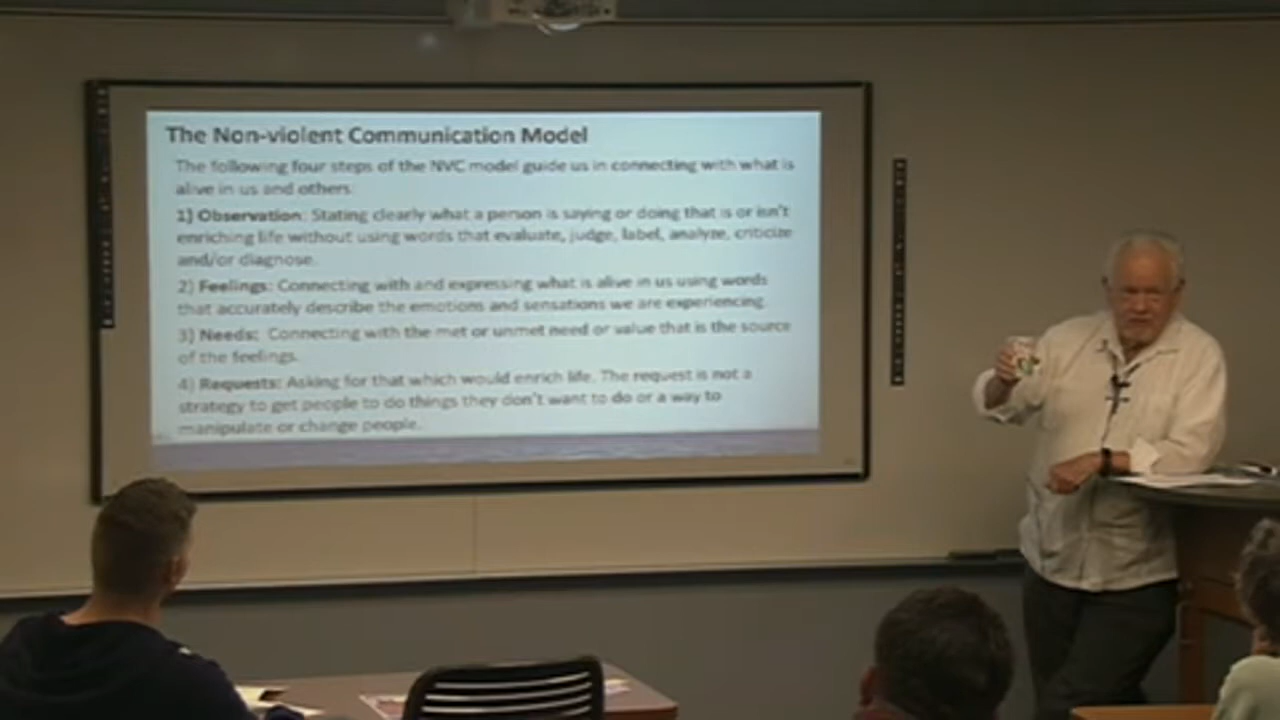 The Non-violent Communication Model
The following four steps of the NVC model guide us in connecting with what is
alive in us and others:
1) Observation: Stating clearly what a person is saying or doing that is or isn't
enriching life without using words that evaluate, judge, label, analyze, criticize
and/or diagnose.
2) Feelings: Connecting with and expressing what is alive in us using words
that accurately describe the emotions and sensations we are experiencing.
3) Needs: Connecting with the met or unmet need or value that is the source
of the feelings.
4) Requests: Asking for that which would enrich life. The request is not a
strategy to get people to do things they don't want to do or a way to
manipulate or change people.